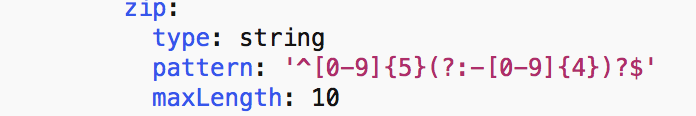 zip:
type: string
pattern: '^[0-9]{5}(?:-[0-9]{4})?$'
maxLength: 10